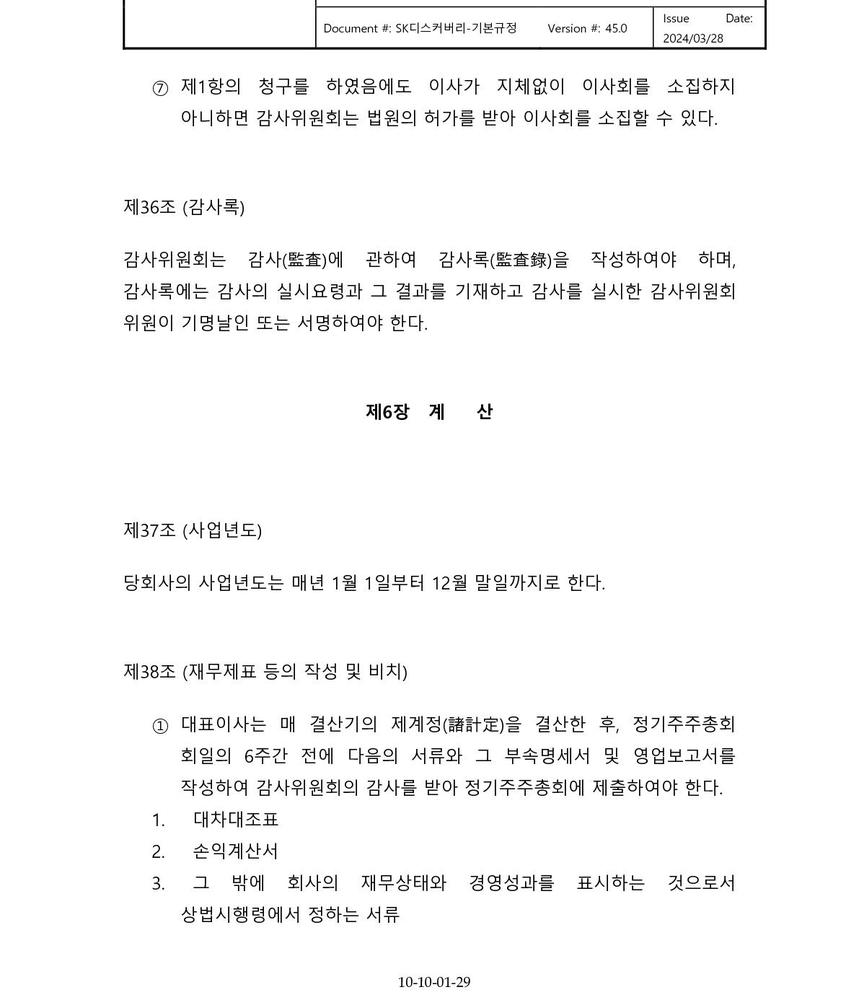 Document #: SK디스커버리-기본규정 Version #: 45.0 Issue Date:
2024/03/28
⑦ 제1항의 청구를 하였음에도 이사가 지체없이 이사회를 소집하지
아니하면 감사위원회는 법원의 허가를 받아 이사회를 소집할 수 있다.
제36조 (감사록)
감사위원회는 감사(監査)에 관하여 감사록(監査錄)을 작성하여야 하며,
감사록에는 감사의 실시요령과 그 결과를 기재하고 감사를 실시한 감사위원회
위원이 기명날인 또는 서명하여야 한다.
제6장 계 산
제37조 (사업년도)
당회사의 사업년도는 매년 1월 1일부터 12월 말일까지로 한다.
제38조 (재무제표 등의 작성 및 비치)
① 대표이사는 매 결산기의 제계정(諸計定)을 결산한 후, 정기주주총회
회일의 6주간 전에 다음의 서류와 그 부속명세서 및 영업보고서를
작성하여 감사위원회의 감사를 받아 정기주주총회에 제출하여야 한다.
1. 대차대조표
2. 손익계산서
3. 그 밖에 회사의 재무상태와 경영성과를 표시하는 것으로서
상법시행령에서 정하는 서류
10-10-01-29